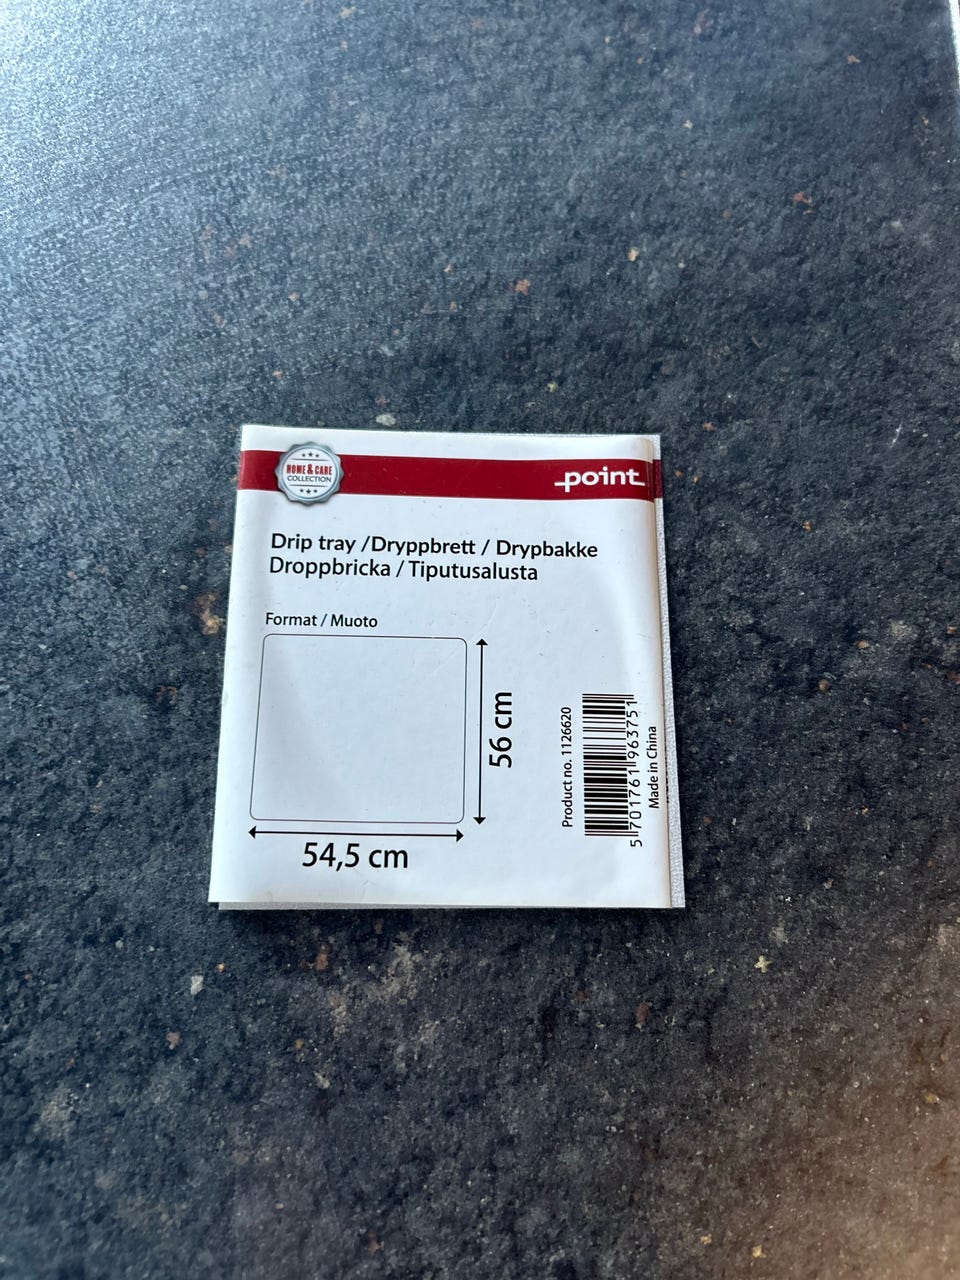 HOME & CARE
COLLECTION
point
Drip tray /Dryppbrett / Drypbakke
Droppbricka / Tiputusalusta
Format / Muoto
56 cm
54,5 cm
Product no. 1126620
5 701761 963751
Made in China